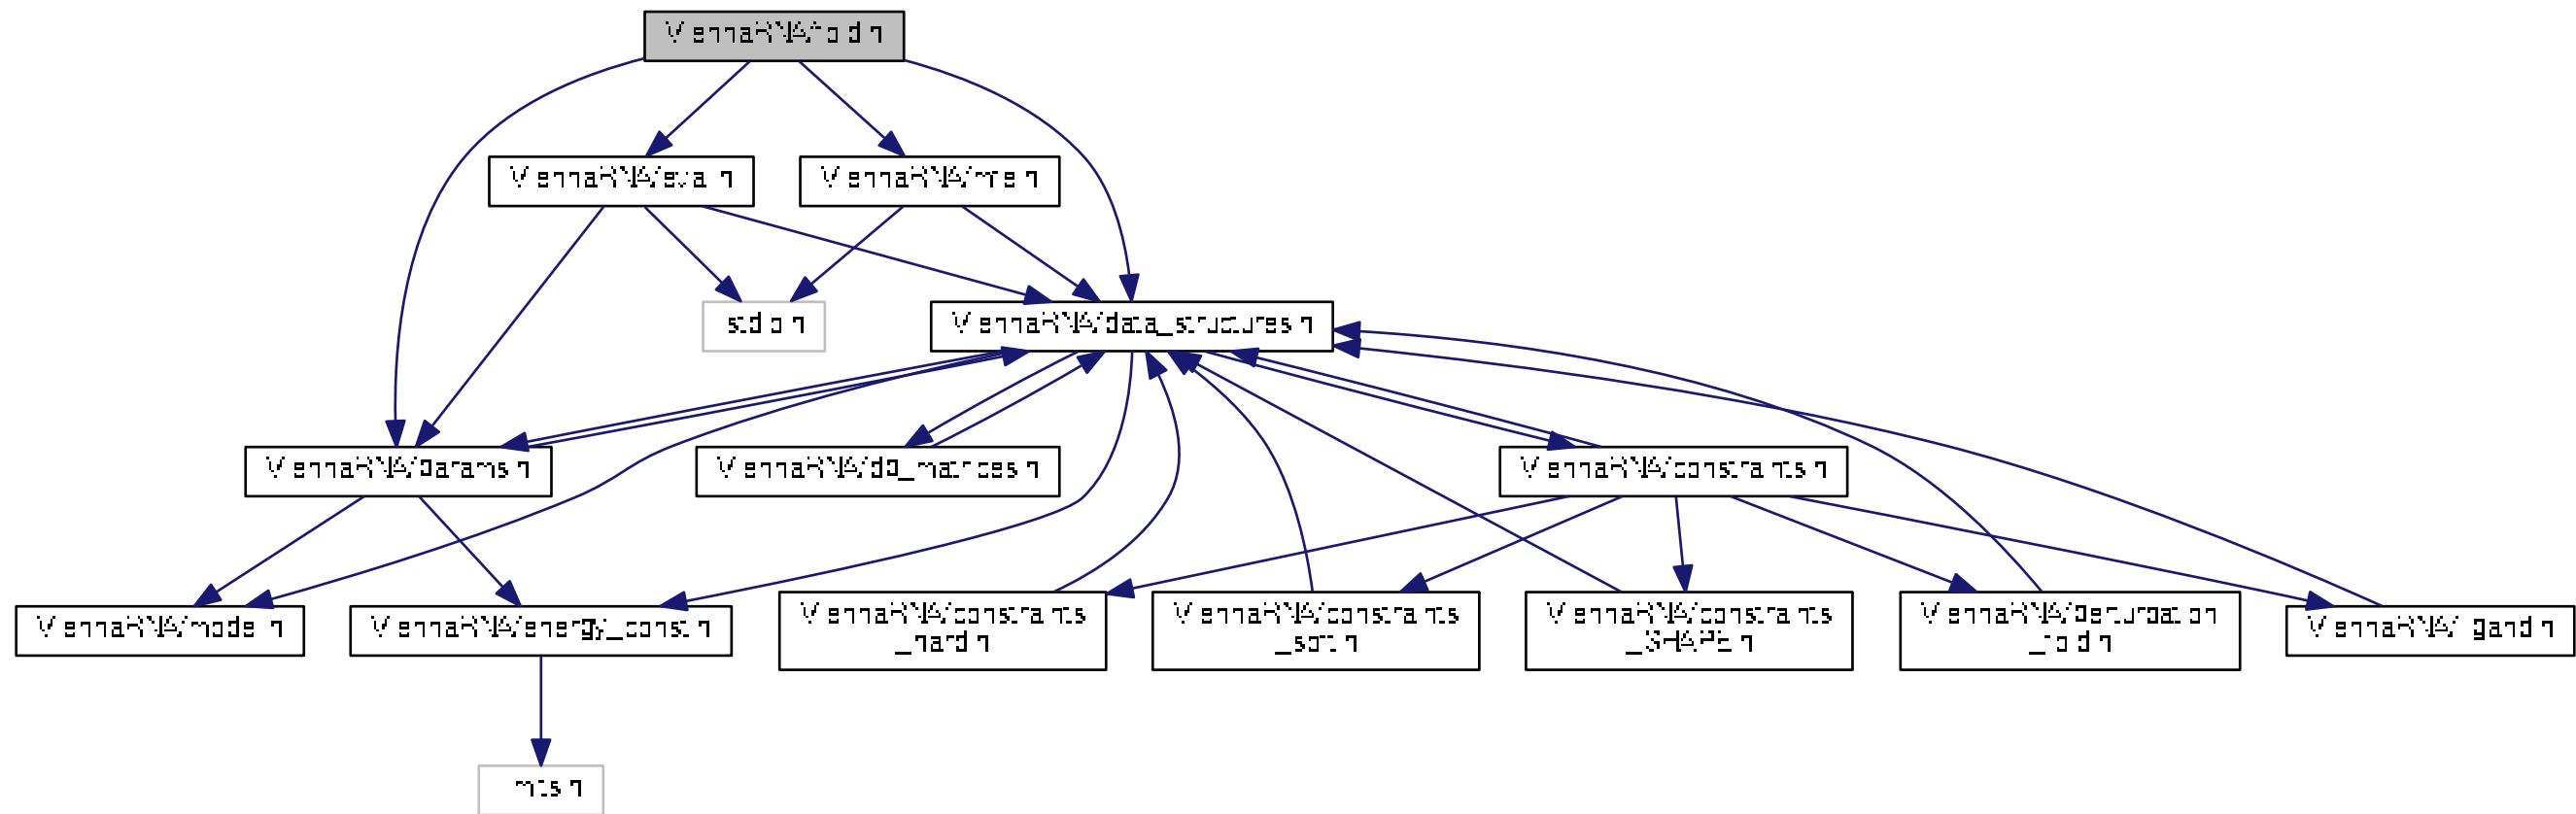 ViennaRNA/fold.h
ViennaRNA/eval.h
ViennaRNA/mfe.h
stdio.h
ViennaRNA/data_structures.h
ViennaRNA/params.h
ViennaRNA/dp_matrices.h
ViennaRNA/constraints.h
ViennaRNA/model.h
ViennaRNA/energy_const.h
ViennaRNA/constraints
_hard.h
ViennaRNA/constraints
_soft.h
ViennaRNA/constraints
_SHAPE.h
ViennaRNA/perturbation
_fold.h
ViennaRNA/ligand.h
limits.h